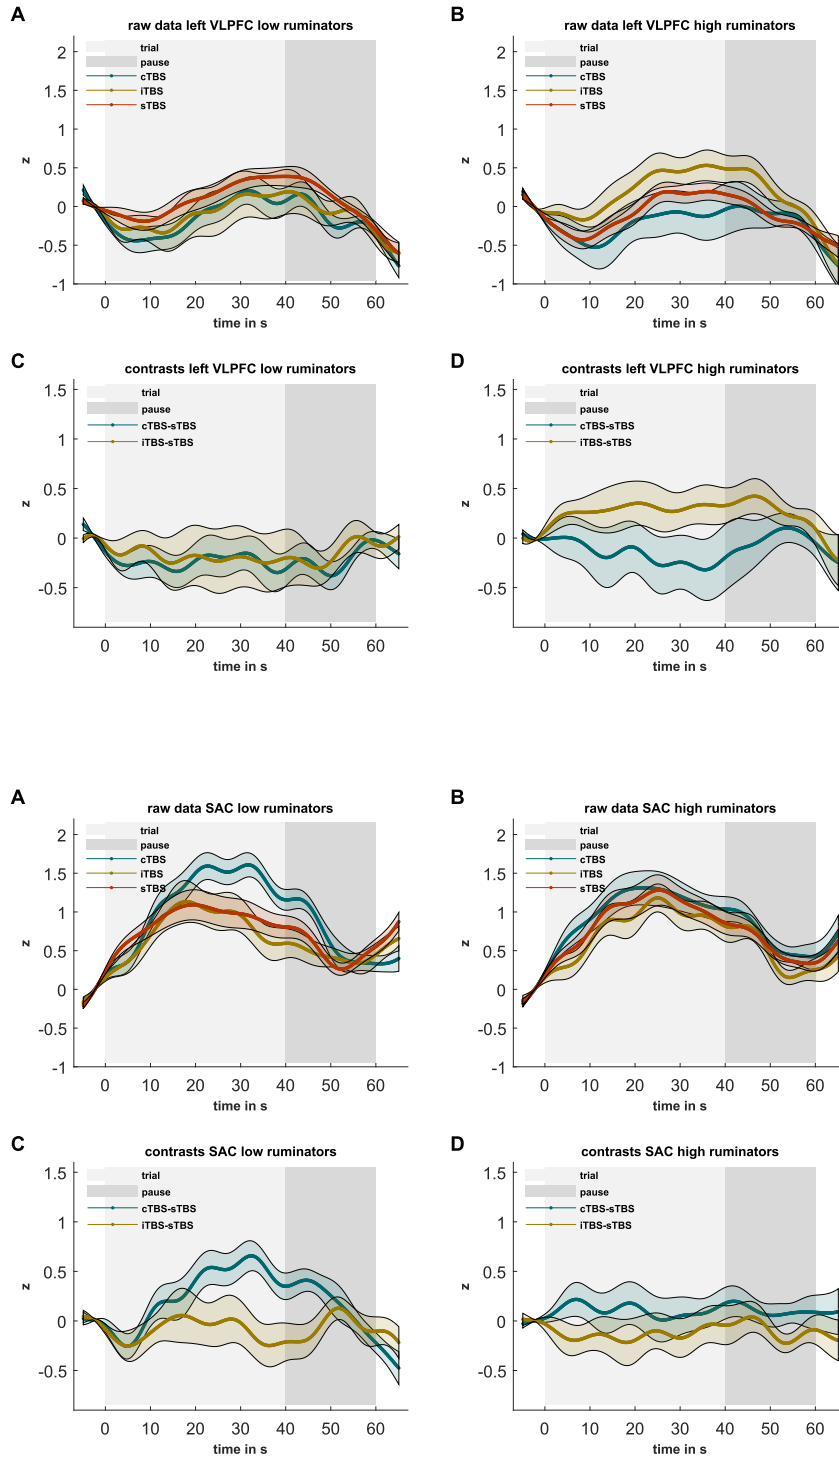 A
raw data left VLPFC low ruminators
trial
pause
cTBS
iTBS
sTBS
2
1.5
1
0.5
0
-0.5
-1
z
0 10 20 30 40 50 60
time in s
B
raw data left VLPFC high ruminators
trial
pause
cTBS
iTBS
sTBS
2
1.5
1
0.5
0
-0.5
-1
z
0 10 20 30 40 50 60
time in s
C
contrasts left VLPFC low ruminators
trial
pause
cTBS-sTBS
iTBS-sTBS
1.5
1
0.5
0
-0.5
z
0 10 20 30 40 50 60
time in s
D
contrasts left VLPFC high ruminators
trial
pause
cTBS-sTBS
iTBS-sTBS
1.5
1
0.5
0
-0.5
z
0 10 20 30 40 50 60
time in s
A
raw data SAC low ruminators
trial
pause
cTBS
iTBS
sTBS
2
1.5
1
0.5
0
-0.5
-1
z
0 10 20 30 40 50 60
time in s
B
raw data SAC high ruminators
trial
pause
cTBS
iTBS
sTBS
2
1.5
1
0.5
0
-0.5
-1
z
0 10 20 30 40 50 60
time in s
C
contrasts SAC low ruminators
trial
pause
cTBS-sTBS
iTBS-sTBS
1.5
1
0.5
0
-0.5
z
0 10 20 30 40 50 60
time in s
D
contrasts SAC high ruminators
trial
pause
cTBS-sTBS
iTBS-sTBS
1.5
1
0.5
0
-0.5
z
0 10 20 30 40 50 60
time in s